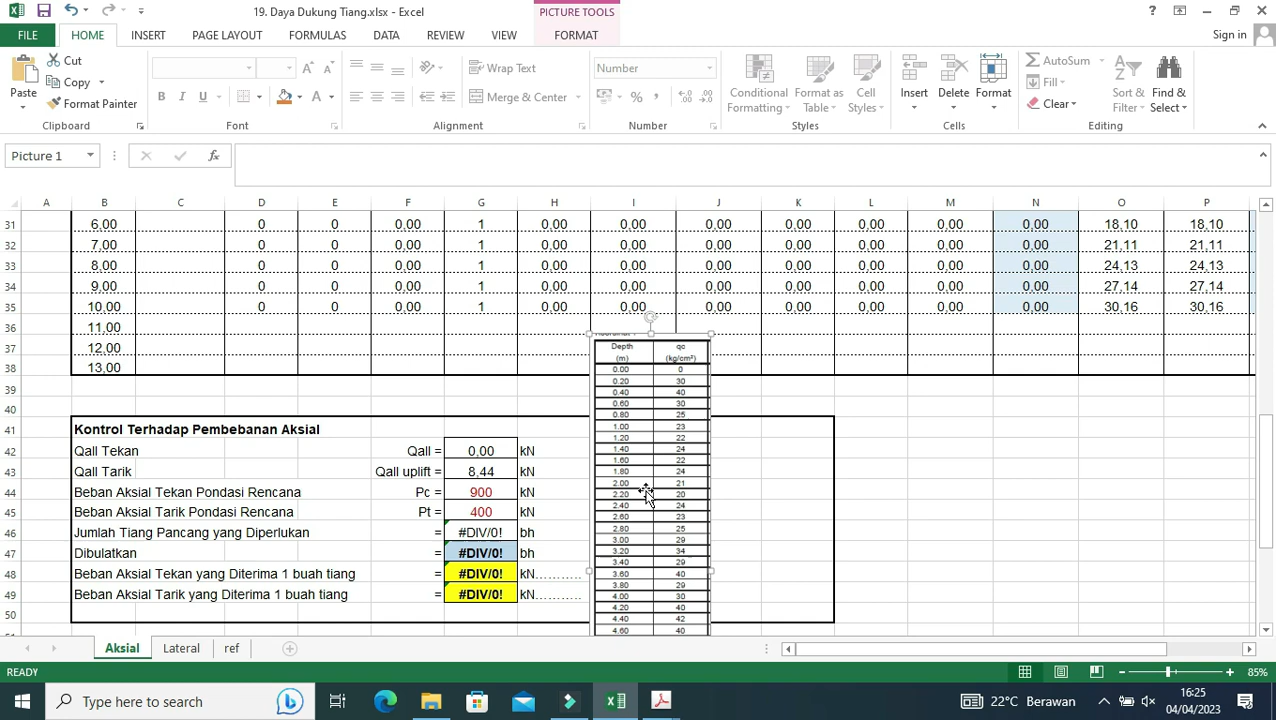 19. Daya Dukung Tiang.xlsx - Excel
PICTURE TOOLS
FILE HOME INSERT PAGE LAYOUT FORMULAS DATA REVIEW VIEW FORMAT Sign in
Paste Cut Copy Format Painter
B I U A A A
Wrap Text
Merge & Center
Number
%
Conditional Formatting Format as Table Cell Styles
Insert Delete Format
AutoSum Fill Clear
Sort & Filter Find & Select
Clipboard Font Alignment Number Styles Cells Editing
Picture 1 fx
A B C D E F G H I J K L M N O P
31 6,00 0 0 0,00 1 0,00 0,00 0,00 0,00 0,00 0,00 0,00 18,10 18,10
32 7,00 0 0 0,00 1 0,00 0,00 0,00 0,00 0,00 0,00 0,00 21,11 21,11
33 8,00 0 0 0,00 1 0,00 0,00 0,00 0,00 0,00 0,00 0,00 24,13 24,13
34 9,00 0 0 0,00 1 0,00 0,00 0,00 0,00 0,00 0,00 0,00 27,14 27,14
35 10,00 0 0 0,00 1 0,00 0,00 0,00 0,00 0,00 0,00 0,00 30,16 30,16
36 11,00
37 12,00
38 13,00
39
40
41 Kontrol Terhadap Pembebanan Aksial
42 Qall Tekan Qall = 0,00 kN
43 Qall Tarik Qall uplift = 8,44 kN
44 Beban Aksial Tekan Pondasi Rencana Pc = 900 kN
45 Beban Aksial Tarik Pondasi Rencana Pt = 400 kN
46 Jumlah Tiang Pancang yang Diperlukan = #DIV/0! bh
47 Dibulatkan = #DIV/0! bh
48 Beban Aksial Tekan yang Diterima 1 buah tiang = #DIV/0! kN...........
49 Beban Aksial Tarik yang Diterima 1 buah tiang = #DIV/0! kN...........
50
Depth qc
(m) (kg/cm²)
0.00 0
0.20 30
0.40 40
0.60 30
0.80 25
1.00 23
1.20 22
1.40 24
1.60 22
1.80 24
2.00 21
2.20 20
2.40 24
2.60 23
2.80 25
3.00 29
3.20 34
3.40 29
3.60 40
3.80 29
4.00 30
4.20 40
4.40 42
4.60 40
Aksial Lateral ref
READY 85%
Type here to search
22°C Berawan
16:25
04/04/2023